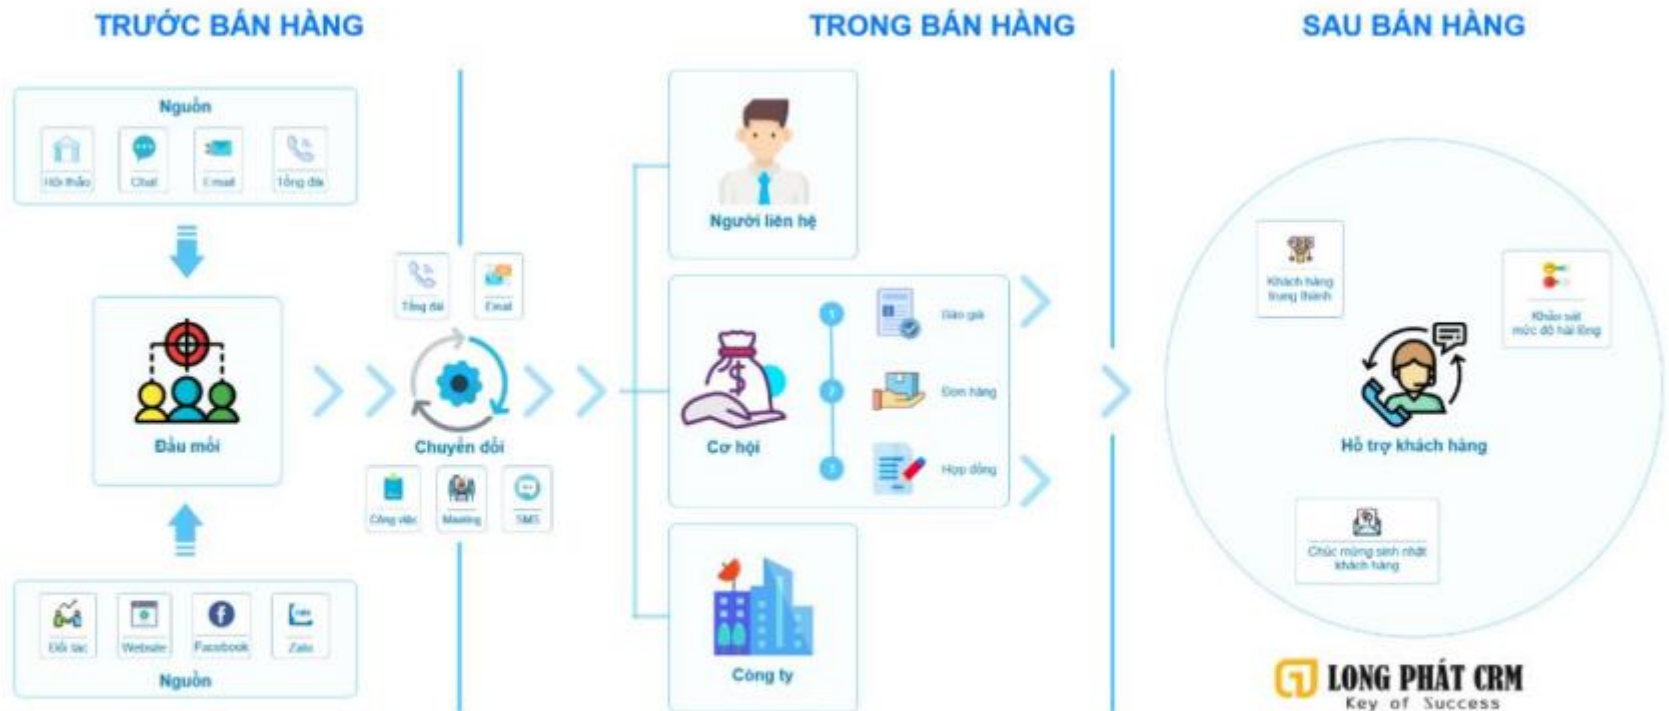 TRƯỚC BÁN HÀNG
TRONG BÁN HÀNG
SAU BÁN HÀNG
Nguồn
Hội thảo
Chat
Email
Tổng đài
Đầu mối
Đối tác
Website
Facebook
Zalo
Nguồn
Tổng đài
Email
Chuyển đổi
Công việc
Meeting
SMS
Người liên hệ
Cơ hội
1
Báo giá
2
Đơn hàng
3
Hợp đồng
Công ty
Khách hàng
trung thành
Khảo sát
mức độ hài lòng
Hỗ trợ khách hàng
Chúc mừng sinh nhật
khách hàng
LONG PHÁT CRM
Key of Success